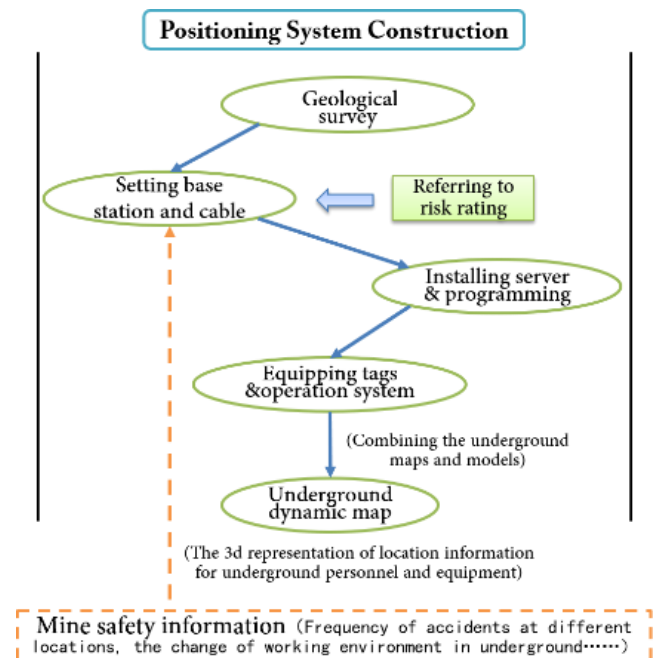 Positioning System Construction
Geological
survey
Setting base
station and cable
Referring to
risk rating
Installing server
& programming
Equipping tags
&operation system
(Combining the underground
maps and models)
Underground
dynamic map
(The 3d representation of location information
for underground personnel and equipment)
Mine safety information (Frequency of accidents at different
locations, the change of working environment in underground······)